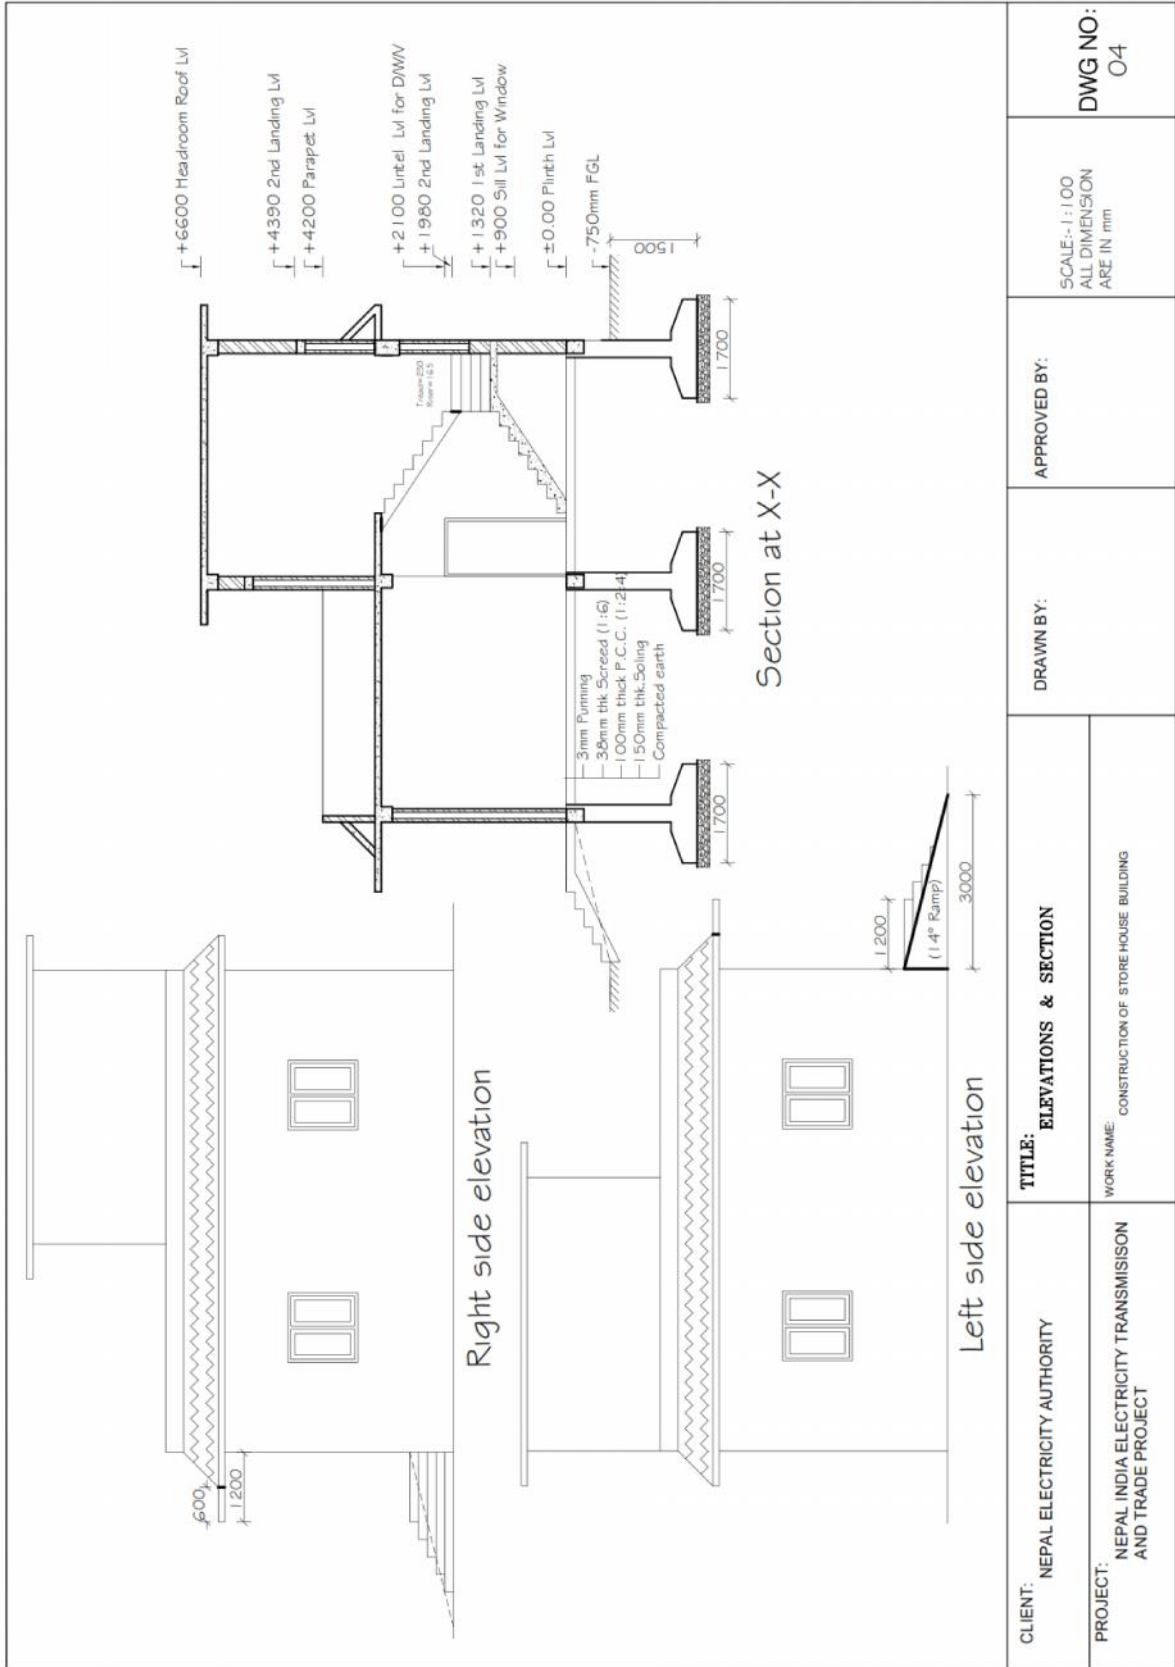 600
1200
Right side elevation
+6600 Headroom Roof Lvl
+4390 2nd Landing Lvl
+4200 Parapet Lvl
+2100 Lintel Lvl for D/W/V
+1980 2nd Landing Lvl
+1320 1st Landing Lvl
+900 Sill Lvl for Window
±0.00 Plinth Lvl
-750mm FGL
1500
Tread=250
Riser=165
3mm Punning
38mm thk Screed (1:6)
100mm thick P.C.C. (1:2:4)
150mm thk.Soling
Compacted earth
1700
1700
1700
Section at X-X
1200
(14° Ramp)
3000
Left side elevation
CLIENT:
NEPAL ELECTRICITY AUTHORITY
PROJECT:
NEPAL INDIA ELECTRICITY TRANSMISISON
AND TRADE PROJECT
TITLE:
ELEVATIONS & SECTION
WORK NAME:
CONSTRUCTION OF STORE HOUSE BUILDING
DRAWN BY:
APPROVED BY:
SCALE:-1:100
ALL DIMENSION
ARE IN mm
DWG NO:
04